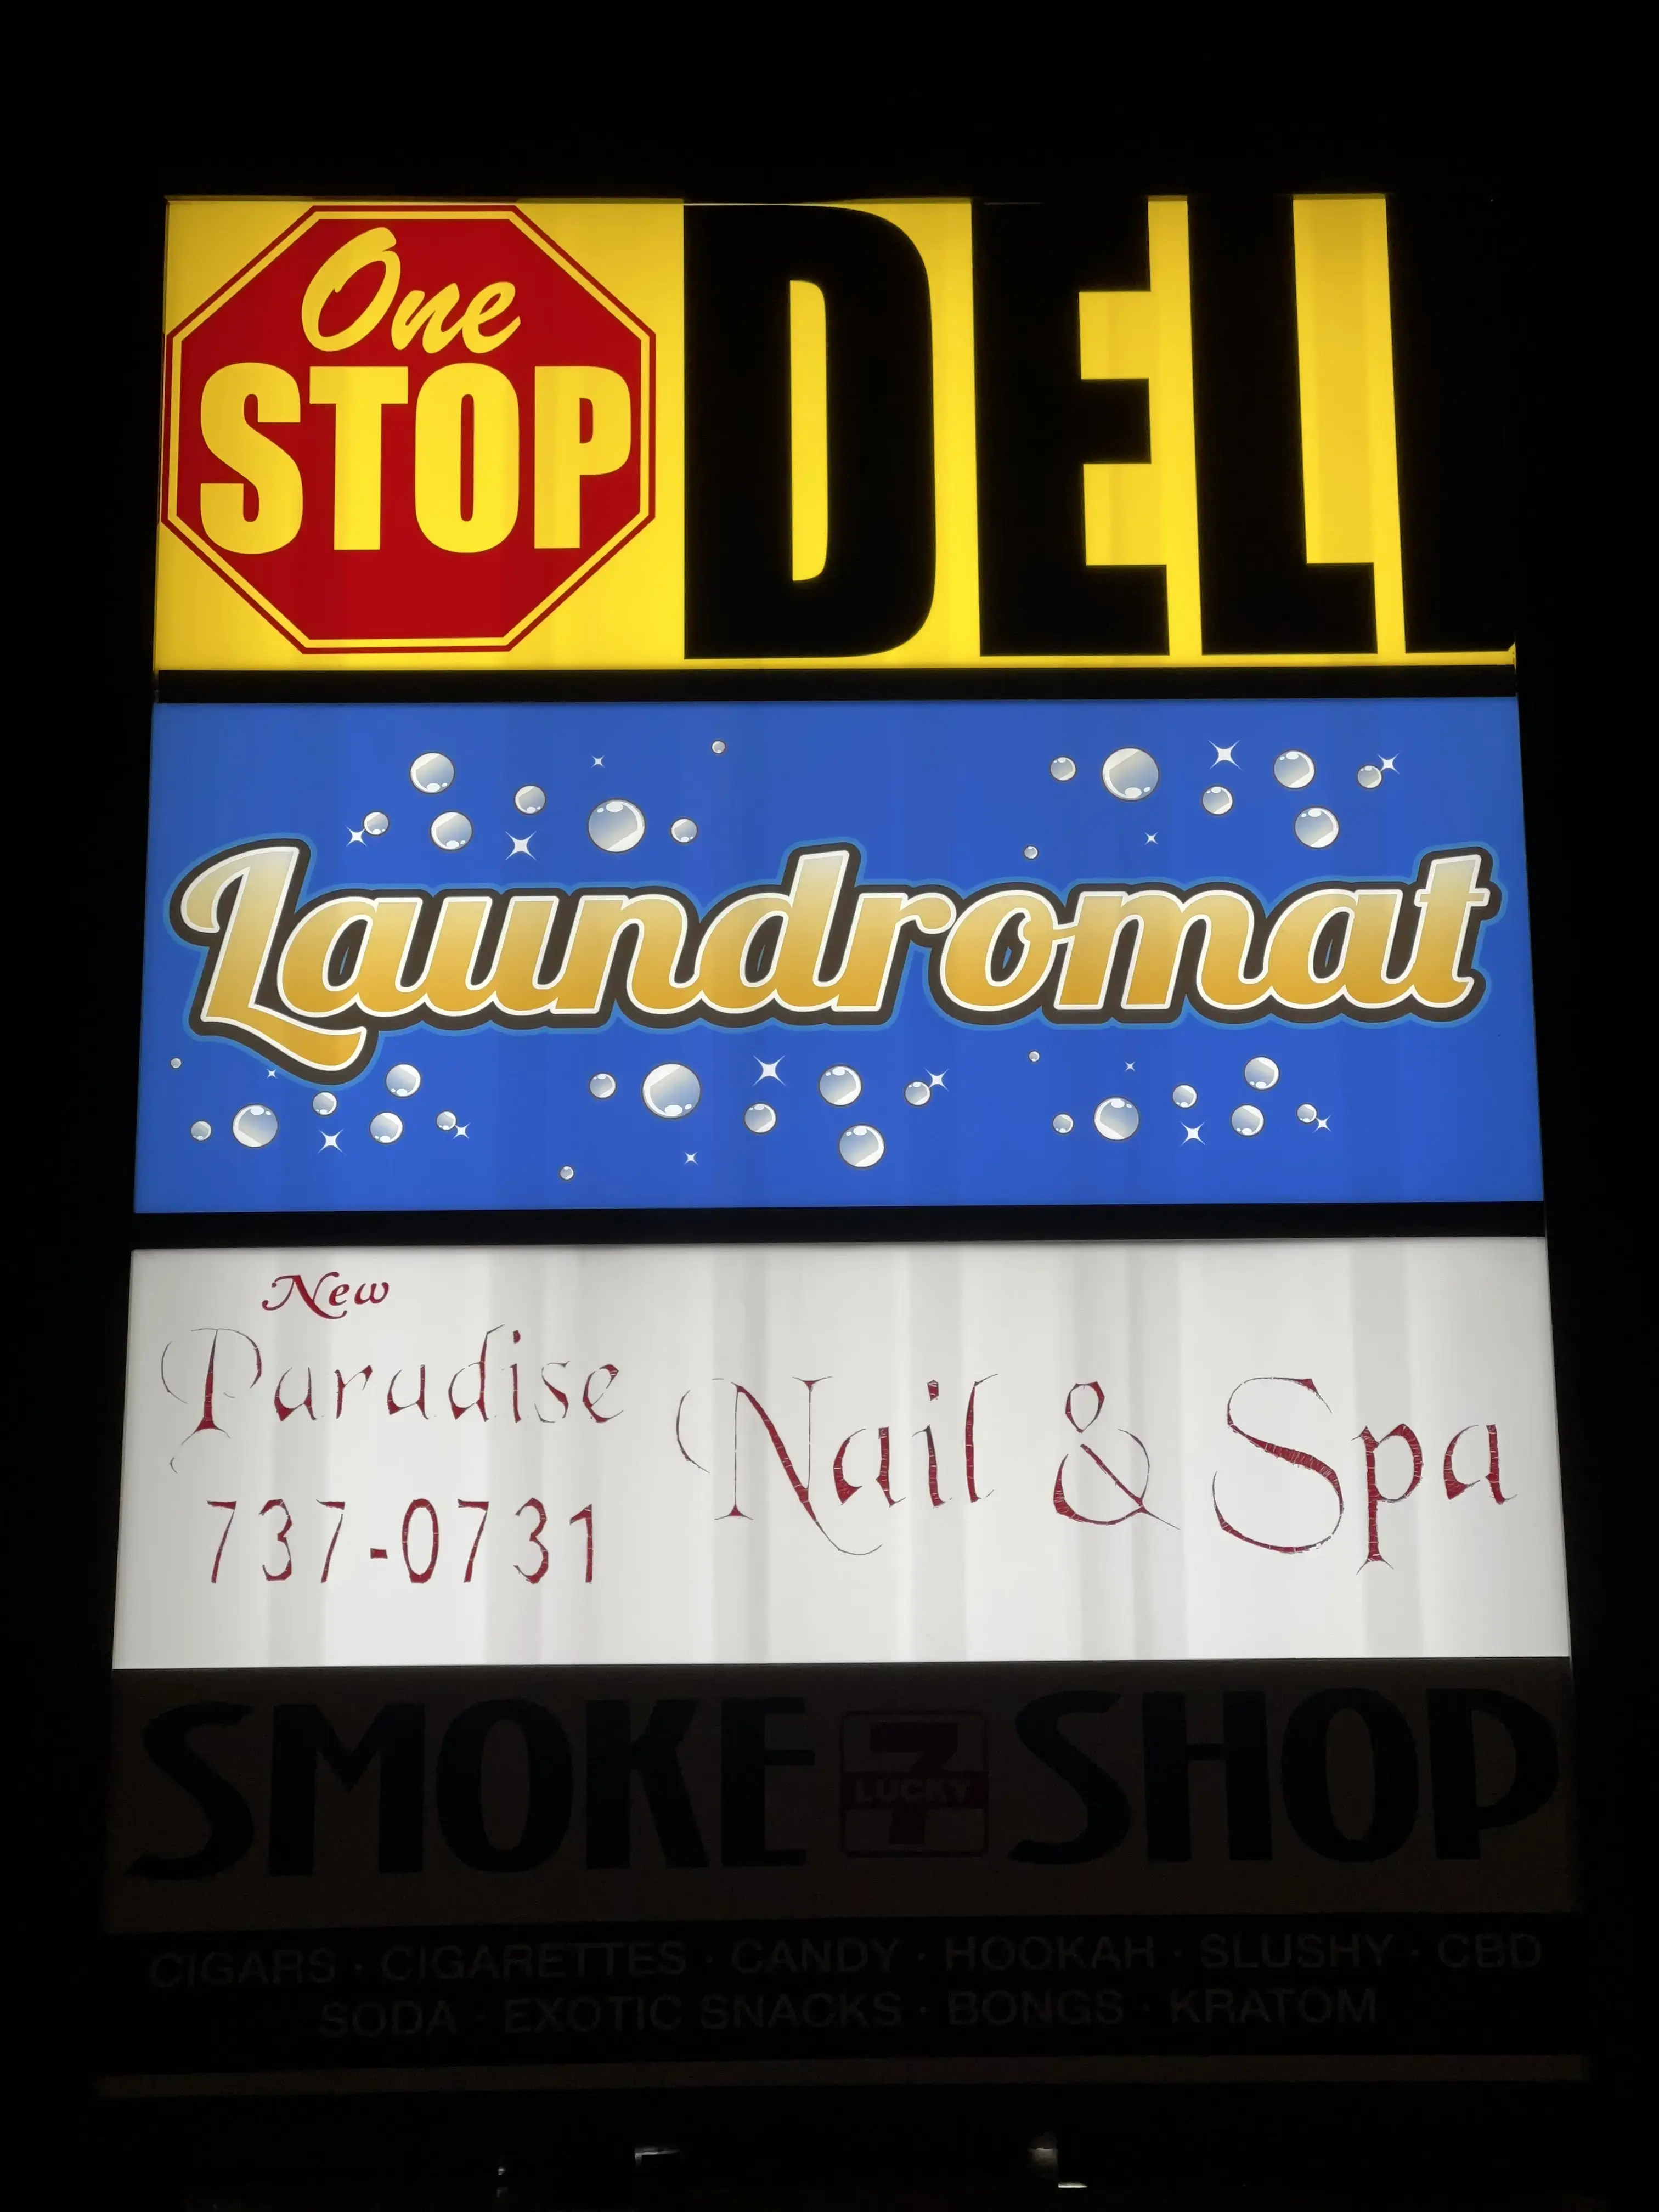 One
STOP
DELI
Laundromat
New
Paradise
Nail & Spa
737-0731
SMOKE 7 SHOP
LUCKY
CIGARS · CIGARETTES · CANDY · HOOKAH · SLUSHY · CBD
SODA · EXOTIC SNACKS · BONGS · KRATOM